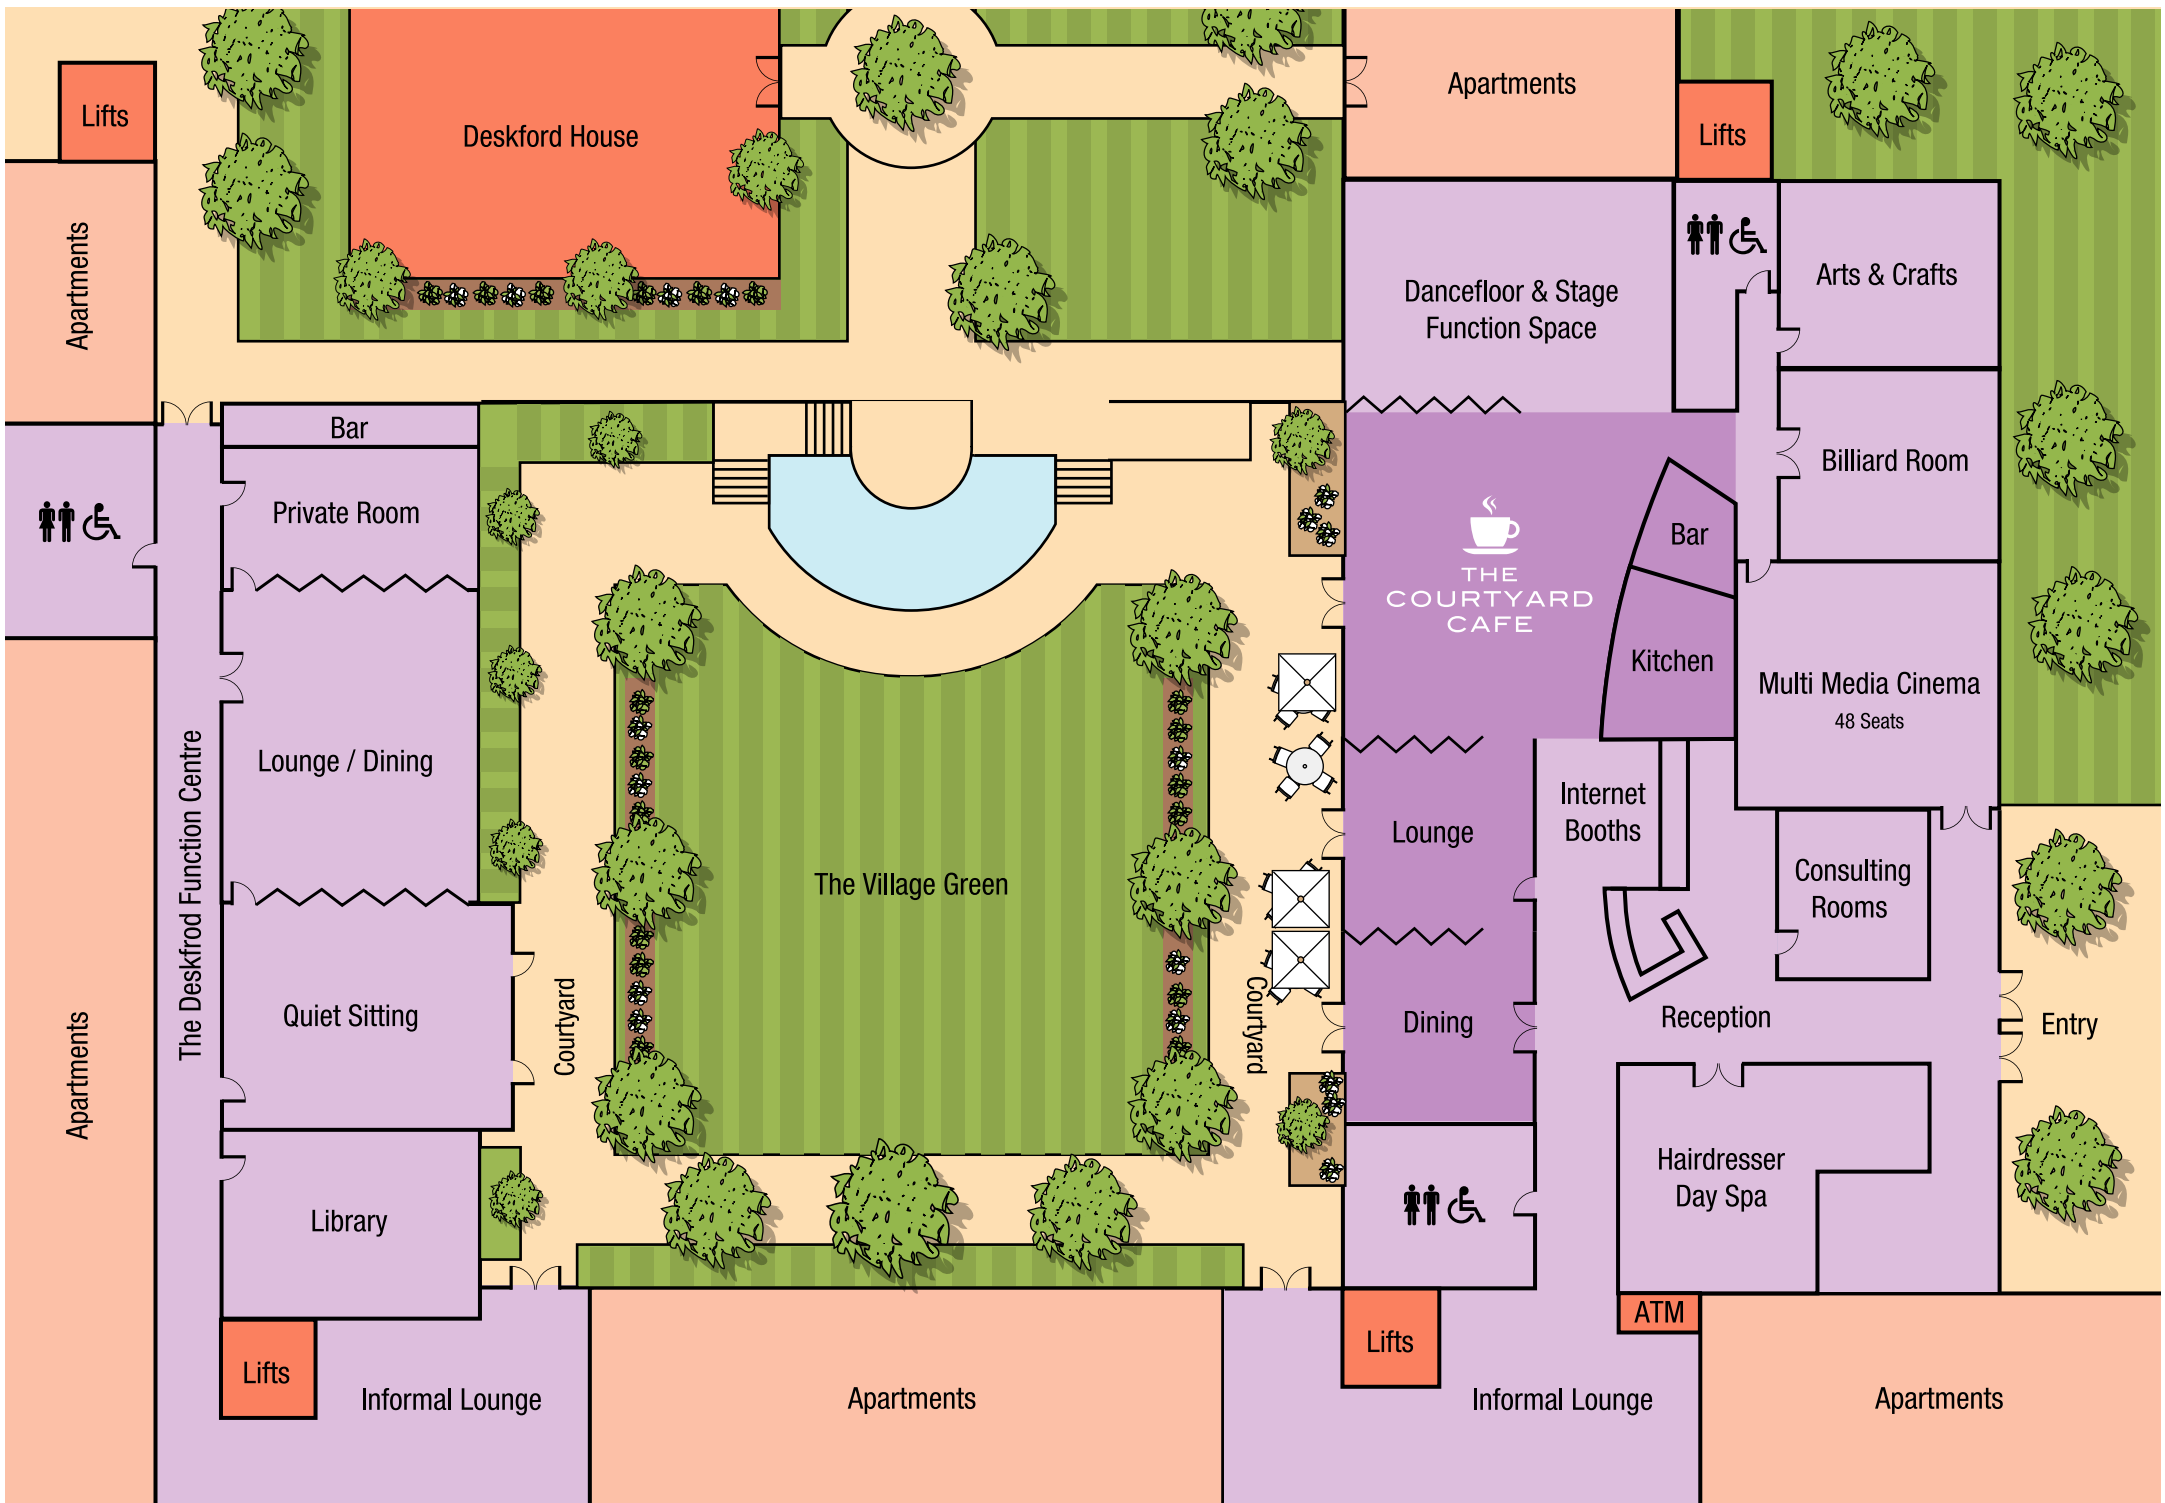 Lifts
Deskford House
Apartments
Lifts
Apartments
Dancefloor & Stage
Function Space
Arts & Crafts
Bar
Private Room
Billiard Room
Bar
THE
COURTYARD
CAFE
Kitchen
Multi Media Cinema
48 Seats
Lounge / Dining
The Deskfrod Function Centre
Internet
Booths
Lounge
The Village Green
Consulting
Rooms
Quiet Sitting
Courtyard
Courtyard
Dining
Reception
Entry
Apartments
Hairdresser
Day Spa
Library
ATM
Lifts
Lifts
Informal Lounge
Apartments
Informal Lounge
Apartments